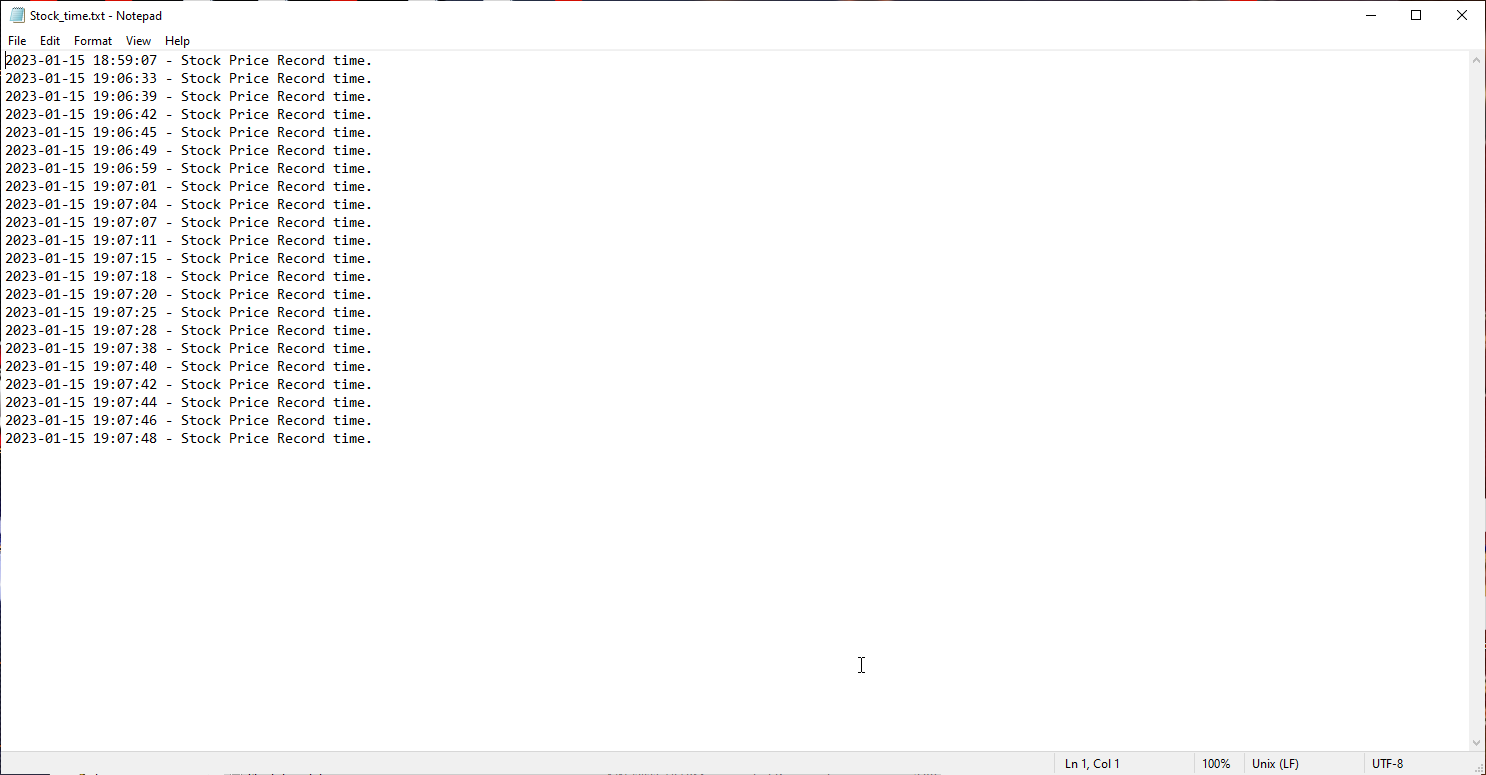 Stock_time.txt - Notepad
File Edit Format View Help
2023-01-15 18:59:07 - Stock Price Record time.
2023-01-15 19:06:33 - Stock Price Record time.
2023-01-15 19:06:39 - Stock Price Record time.
2023-01-15 19:06:42 - Stock Price Record time.
2023-01-15 19:06:45 - Stock Price Record time.
2023-01-15 19:06:49 - Stock Price Record time.
2023-01-15 19:06:59 - Stock Price Record time.
2023-01-15 19:07:01 - Stock Price Record time.
2023-01-15 19:07:04 - Stock Price Record time.
2023-01-15 19:07:07 - Stock Price Record time.
2023-01-15 19:07:11 - Stock Price Record time.
2023-01-15 19:07:15 - Stock Price Record time.
2023-01-15 19:07:18 - Stock Price Record time.
2023-01-15 19:07:20 - Stock Price Record time.
2023-01-15 19:07:25 - Stock Price Record time.
2023-01-15 19:07:28 - Stock Price Record time.
2023-01-15 19:07:38 - Stock Price Record time.
2023-01-15 19:07:40 - Stock Price Record time.
2023-01-15 19:07:42 - Stock Price Record time.
2023-01-15 19:07:44 - Stock Price Record time.
2023-01-15 19:07:46 - Stock Price Record time.
2023-01-15 19:07:48 - Stock Price Record time.
Ln 1, Col 1 100% Unix (LF) UTF-8